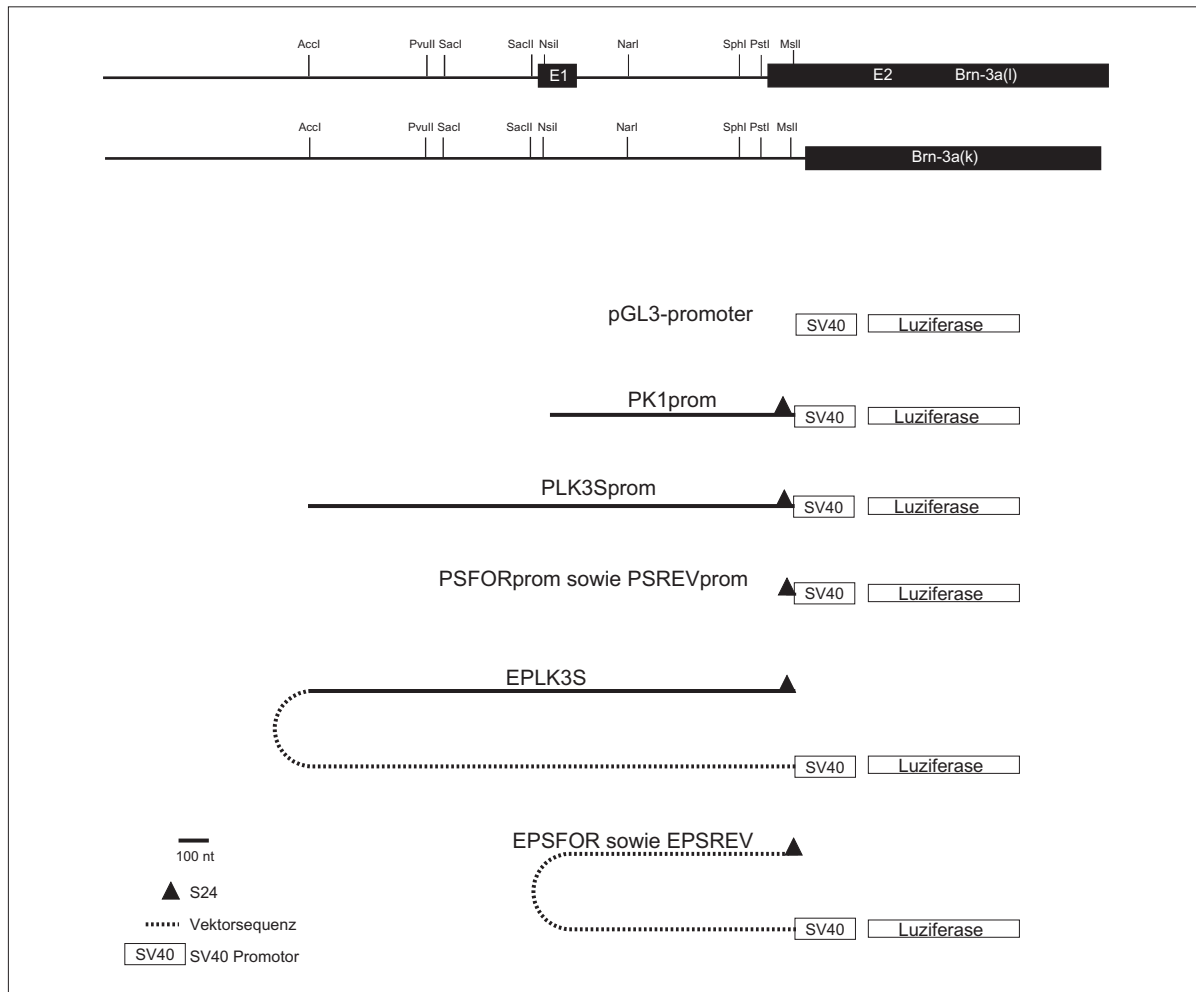 AccI PvuII SacI SacII NsiI NarI SphI PstI MslI
E1 E2 Brn-3a(l)
AccI PvuII SacI SacII NsiI NarI SphI PstI MslI
Brn-3a(k)
pGL3-promoter SV40 Luziferase
PK1prom
SV40 Luziferase
PLK3Sprom
SV40 Luziferase
PSFORprom sowie PSREVprom
SV40 Luziferase
EPLK3S
SV40 Luziferase
EPSFOR sowie EPSREV
100 nt
S24
Vektorsequenz
SV40 Luziferase
SV40 SV40 Promotor